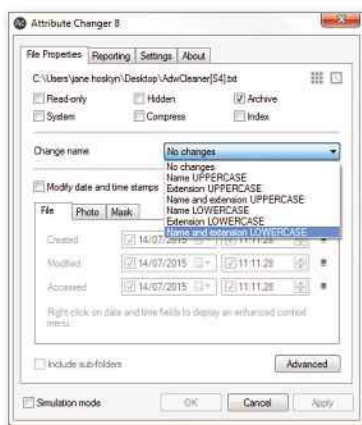 Attribute Changer 8
File Properties Reporting Settings About
C:\Users\jane hoskyn\Desktop\AdwCleaner[S4].txt
Read-only Hidden Archive
System Compress Index
Change name No changes
No changes
Name UPPERCASE
Extension UPPERCASE
Name and extension UPPERCASE
Name LOWERCASE
Extension LOWERCASE
Name and extension LOWERCASE
Modify date and time stamps
File Photo Mask
Created 14/07/2015 11:11:28
Modified 14/07/2015 11:11:28
Accessed 14/07/2015 11:11:28
Right click on date and time fields to display an enhanced context
menu.
Include sub-folders Advanced
Simulation mode OK Cancel Apply